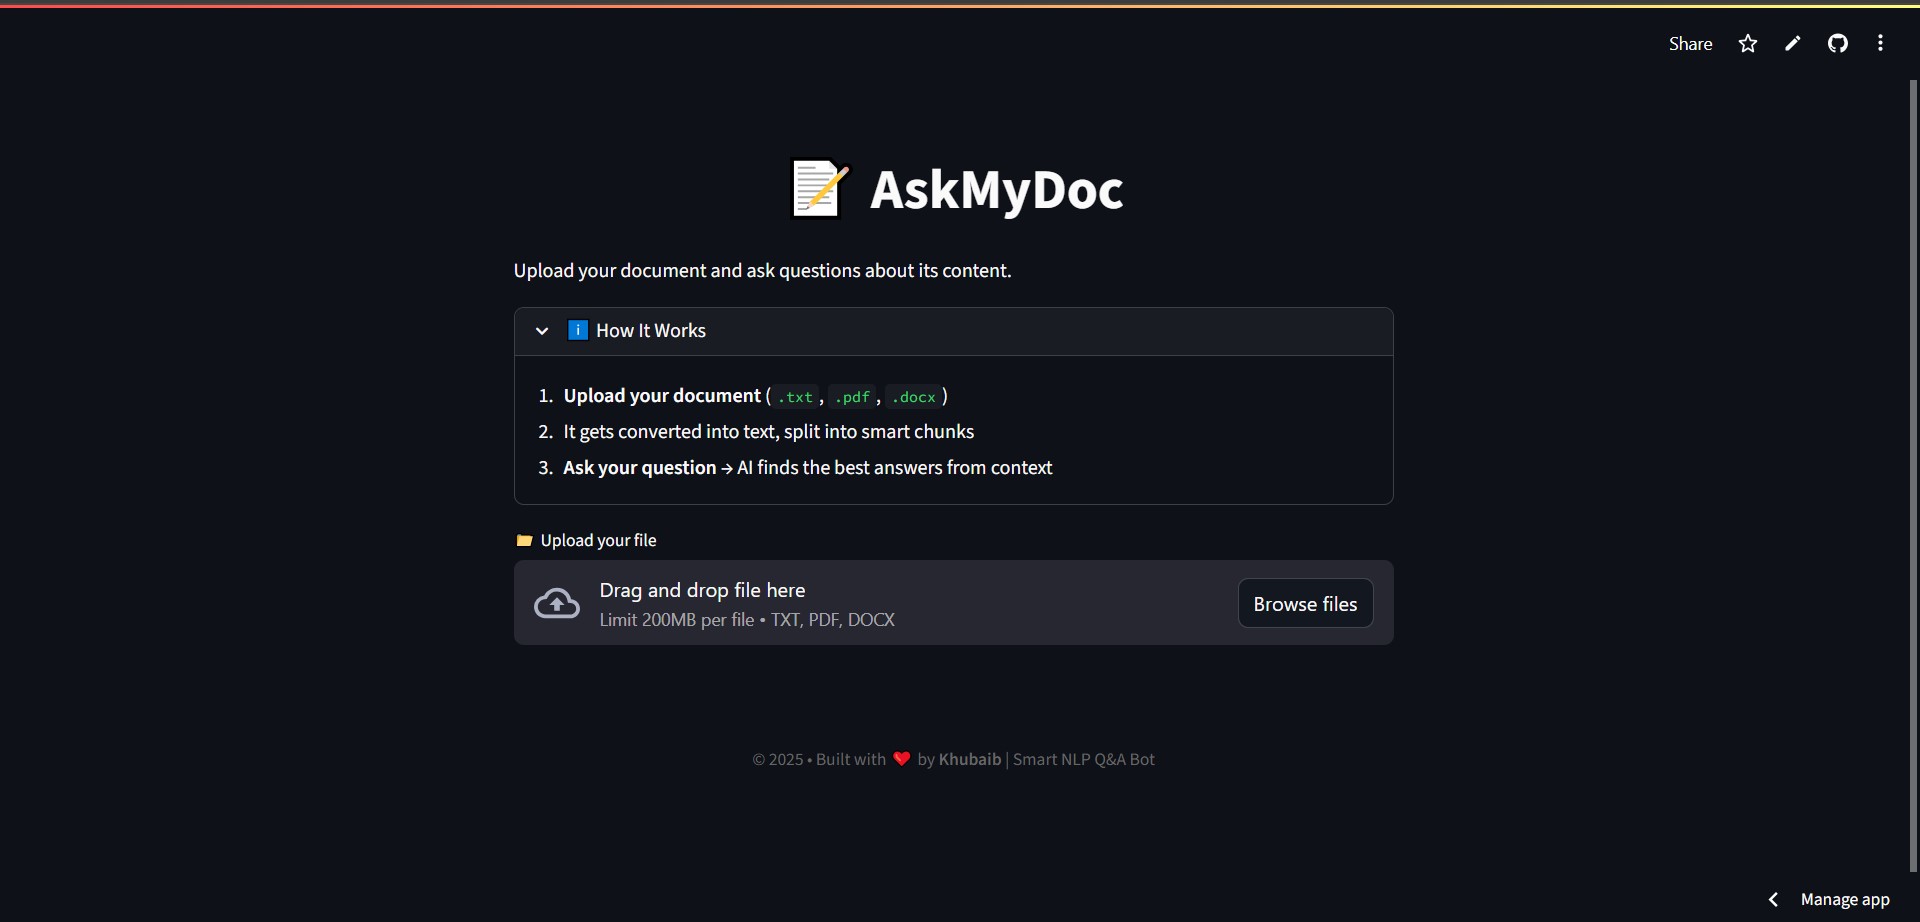 Share
AskMyDoc
Upload your document and ask questions about its content.
How It Works
1. Upload your document ( .txt , .pdf , .docx )
2. It gets converted into text, split into smart chunks
3. Ask your question → AI finds the best answers from context
Upload your file
Drag and drop file here
Limit 200MB per file • TXT, PDF, DOCX
Browse files
© 2025 • Built with ❤️ by Khubaib | Smart NLP Q&A Bot
Manage app